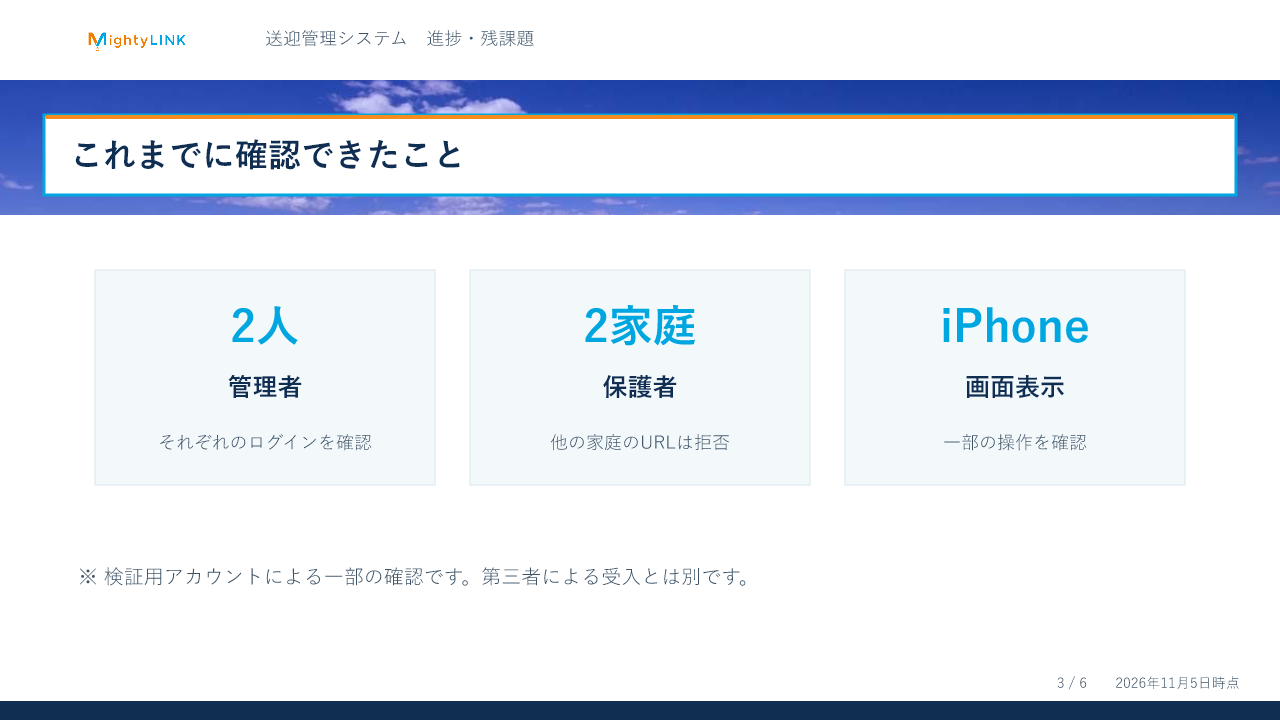 MightyLINK
送迎管理システム　進捗・残課題
これまでに確認できたこと
2人
管理者
それぞれのログインを確認
2家庭
保護者
他の家庭のURLは拒否
iPhone
画面表示
一部の操作を確認
※ 検証用アカウントによる一部の確認です。第三者による受入とは別です。
3 / 6　2026年11月5日時点